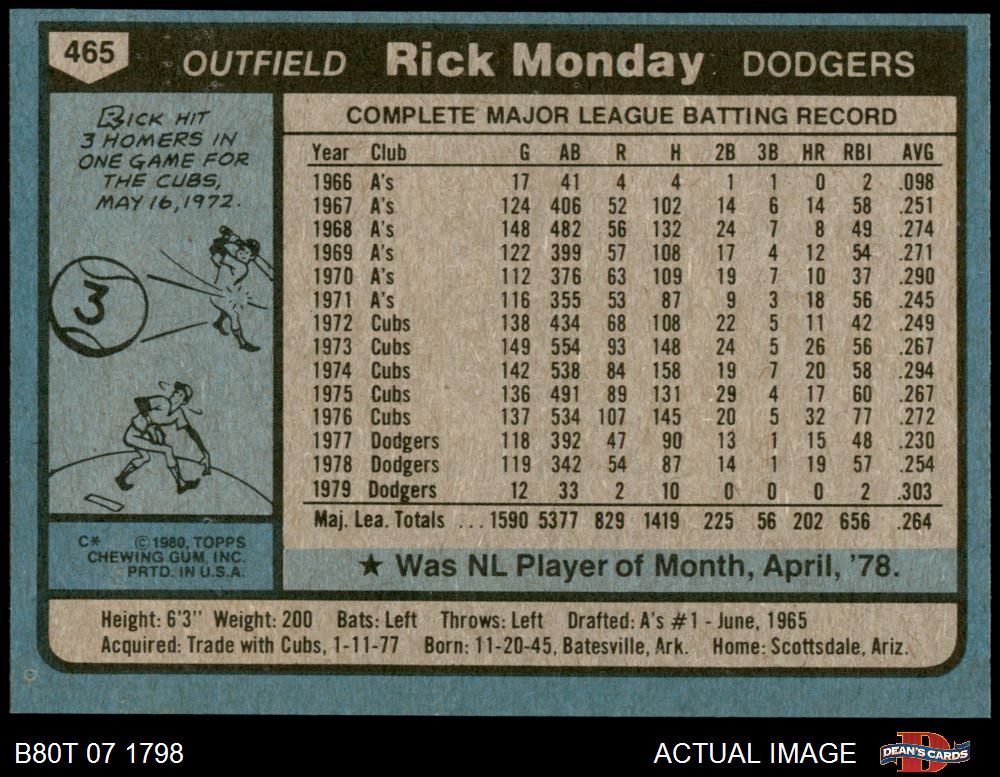 465
OUTFIELD Rick Monday DODGERS
RICK HIT
3 HOMERS IN
ONE GAME FOR
THE CUBS,
MAY 16, 1972.
3
C* © 1980, TOPPS
CHEWING GUM, INC.
PRTD. IN U.S.A.
COMPLETE MAJOR LEAGUE BATTING RECORD
Year Club G AB R H 2B 3B HR RBI AVG
1966 A's 17 41 4 4 1 1 0 2 .098
1967 A's 124 406 52 102 14 6 14 58 .251
1968 A's 148 482 56 132 24 7 8 49 .274
1969 A's 122 399 57 108 17 4 12 54 .271
1970 A's 112 376 63 109 19 7 10 37 .290
1971 A's 116 355 53 87 9 3 18 56 .245
1972 Cubs 138 434 68 108 22 5 11 42 .249
1973 Cubs 149 554 93 148 24 5 26 56 .267
1974 Cubs 142 538 84 158 19 7 20 58 .294
1975 Cubs 136 491 89 131 29 4 17 60 .267
1976 Cubs 137 534 107 145 20 5 32 77 .272
1977 Dodgers 118 392 47 90 13 1 15 48 .230
1978 Dodgers 119 342 54 87 14 1 19 57 .254
1979 Dodgers 12 33 2 10 0 0 0 2 .303
Maj. Lea. Totals ... 1590 5377 829 1419 225 56 202 656 .264
★ Was NL Player of Month, April, '78.
Height: 6'3" Weight: 200 Bats: Left Throws: Left Drafted: A's #1 - June, 1965
Acquired: Trade with Cubs, 1-11-77 Born: 11-20-45, Batesville, Ark. Home: Scottsdale, Ariz.
B80T 07 1798 ACTUAL IMAGE D DEAN'S CARDS